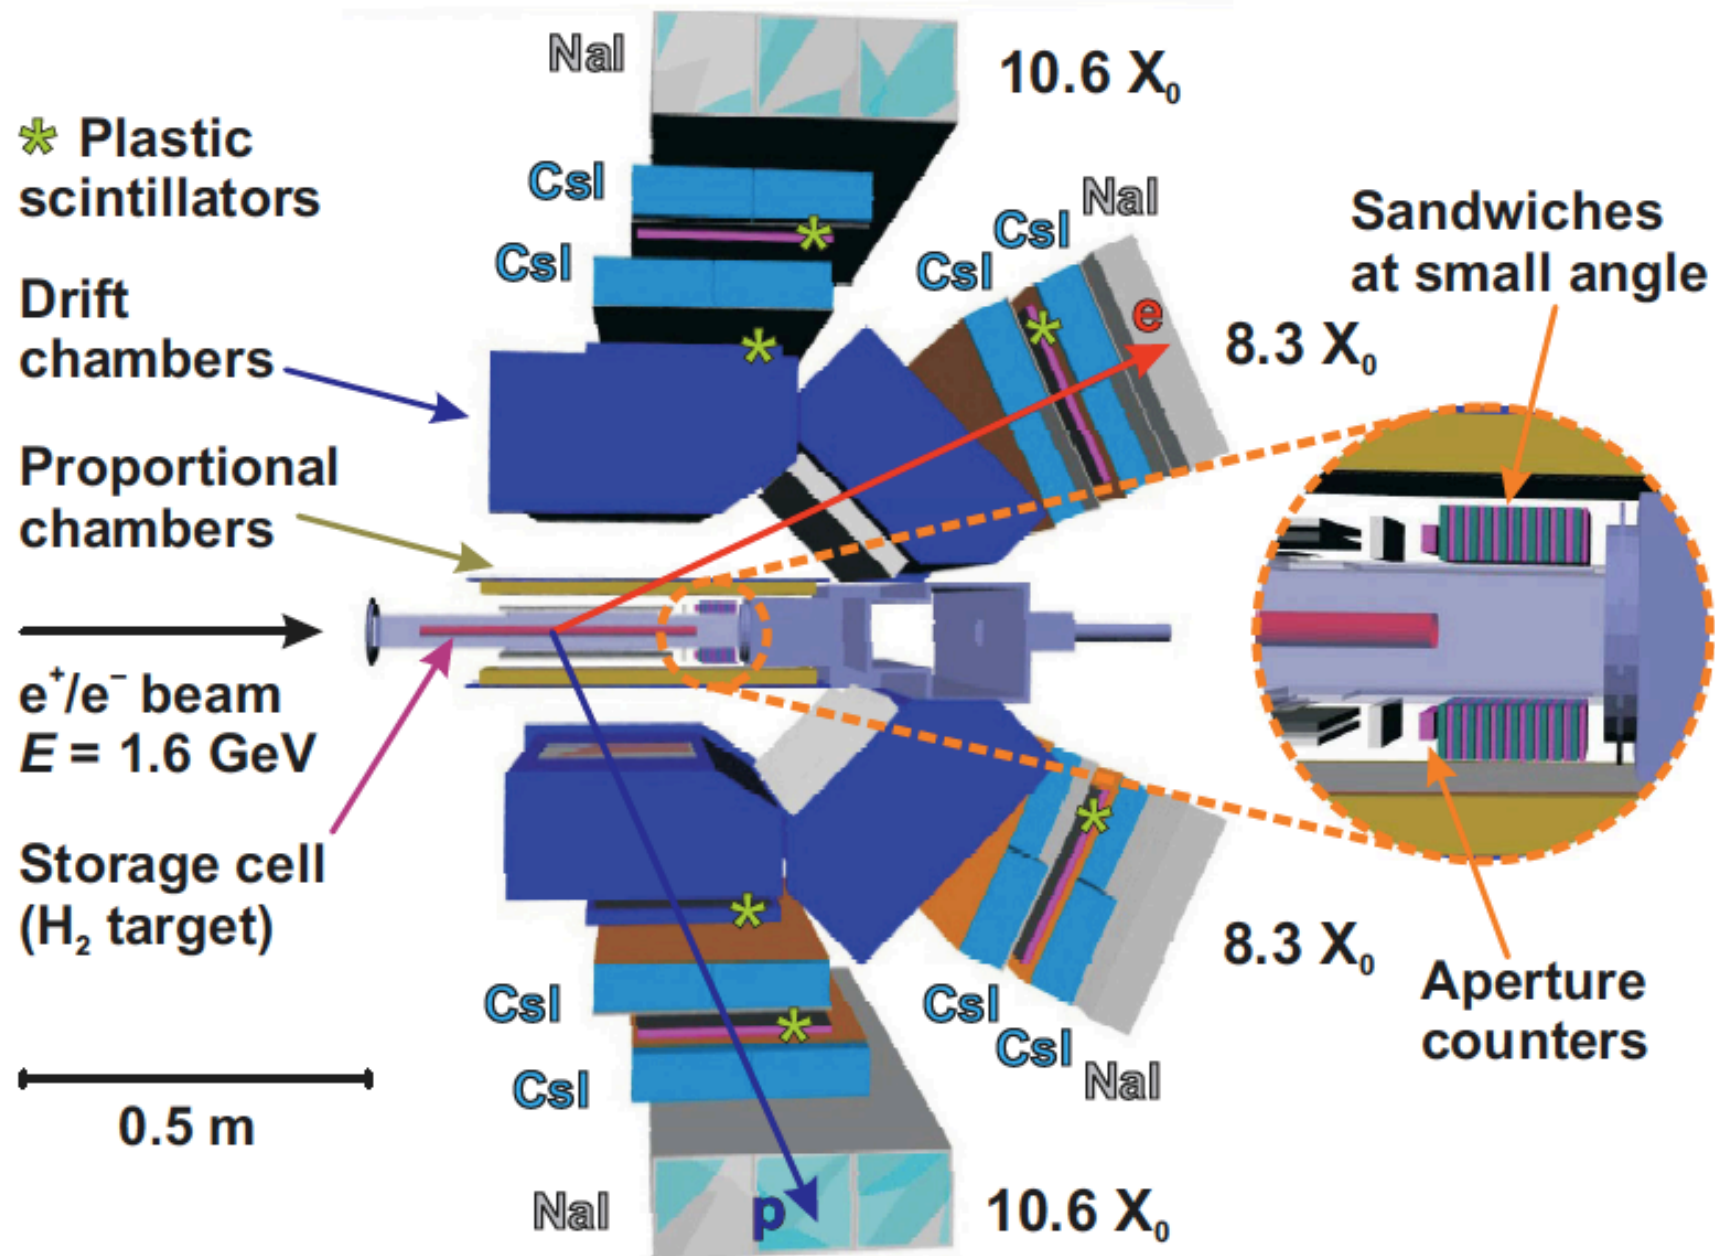 NaI
10.6 X₀
* Plastic
scintillators
CsI
CsI
NaI
CsI
CsI
Sandwiches
at small angle
Drift
chambers
e
8.3 X₀
Proportional
chambers
e⁺/e⁻ beam
E = 1.6 GeV
Storage cell
(H₂ target)
8.3 X₀
Aperture
counters
CsI
CsI
CsI
CsI
NaI
0.5 m
NaI
p
10.6 X₀